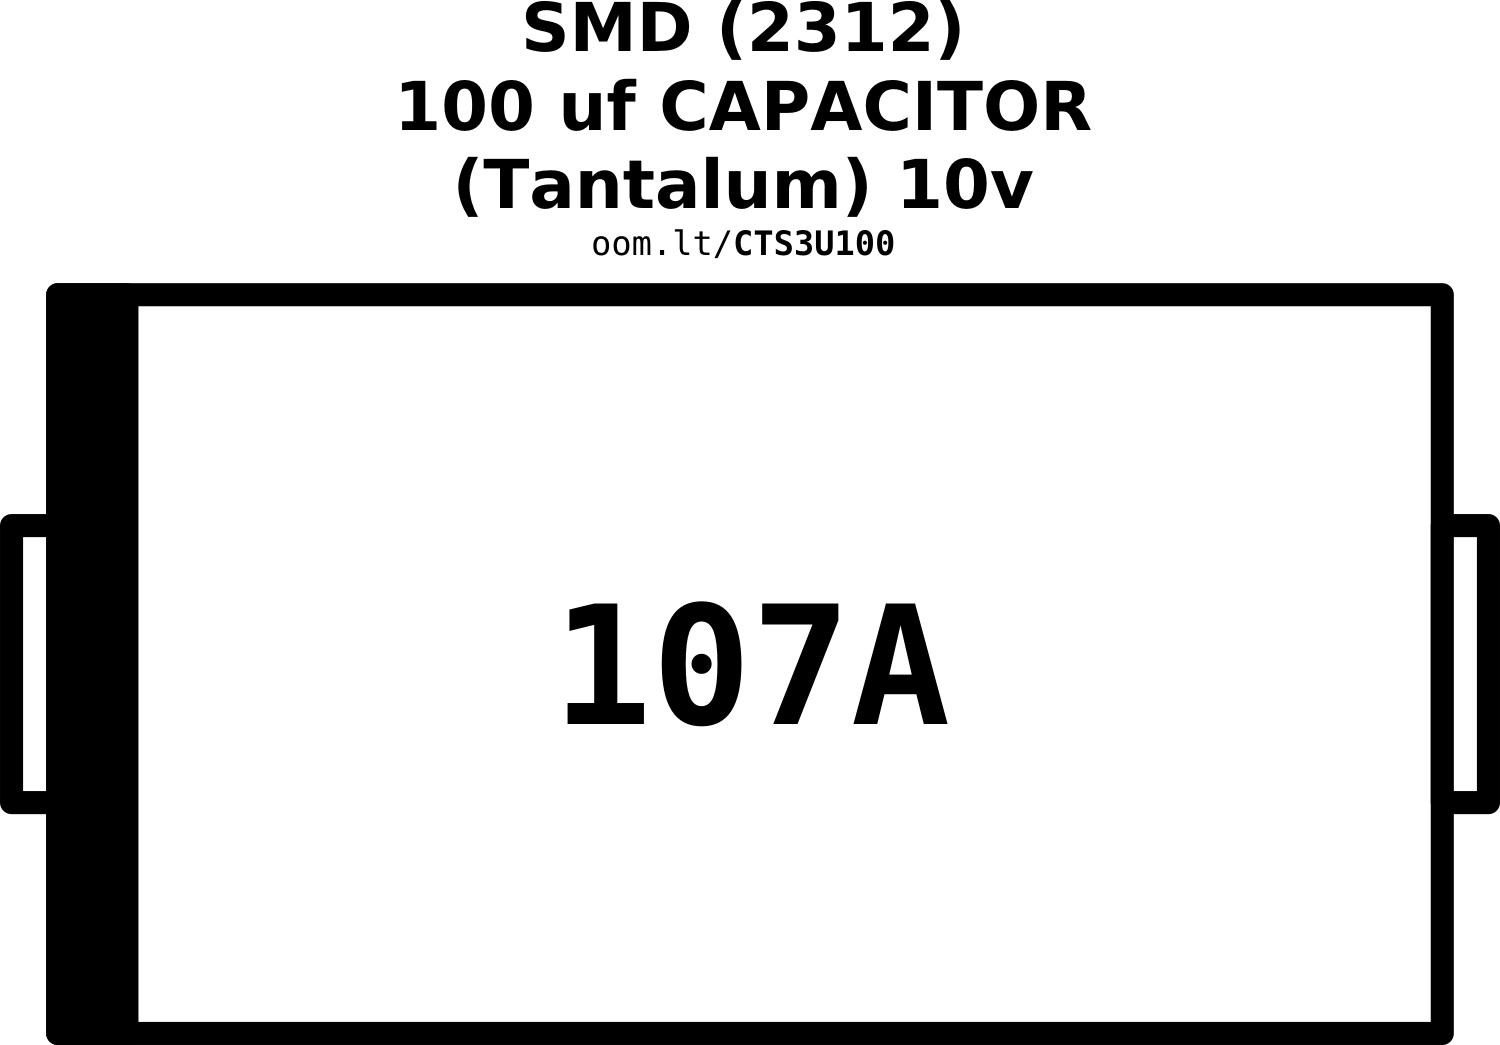 SMD (2312)
100 uf CAPACITOR
(Tantalum) 10v
oom.lt/CTS3U100
107A